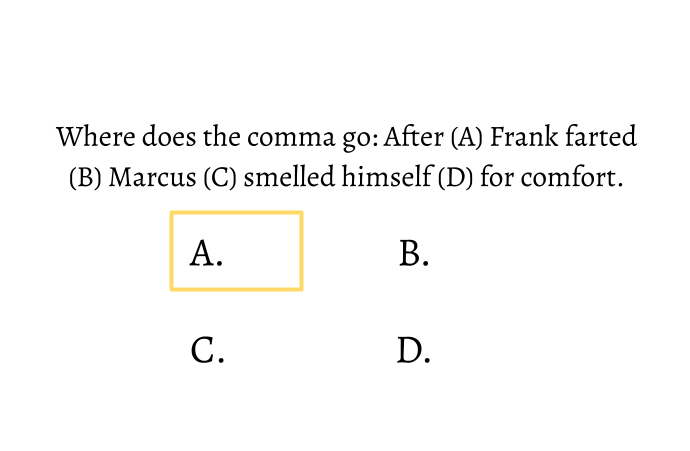 Where does the comma go: After (A) Frank farted
(B) Marcus (C) smelled himself (D) for comfort.
A.
B.
C.
D.